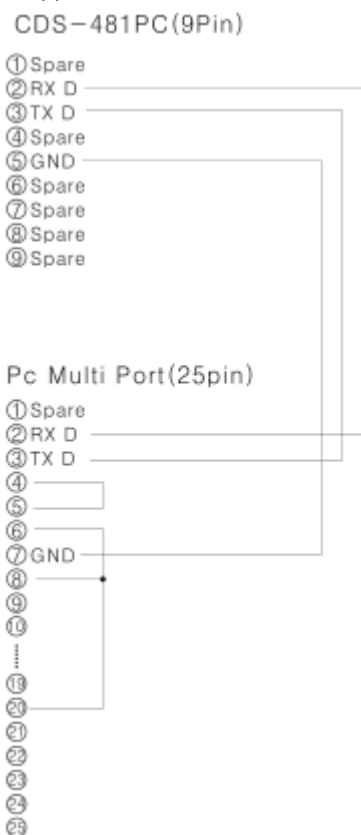 CDS-481PC(9Pin)
①Spare
②RX D
③TX D
④Spare
⑤GND
⑥Spare
⑦Spare
⑧Spare
⑨Spare
Pc Multi Port(25pin)
①Spare
②RX D
③TX D
④
⑤
⑥
⑦GND
⑧
⑨
⑩
⑲
⑳
㉑
㉒
㉓
㉔
㉕